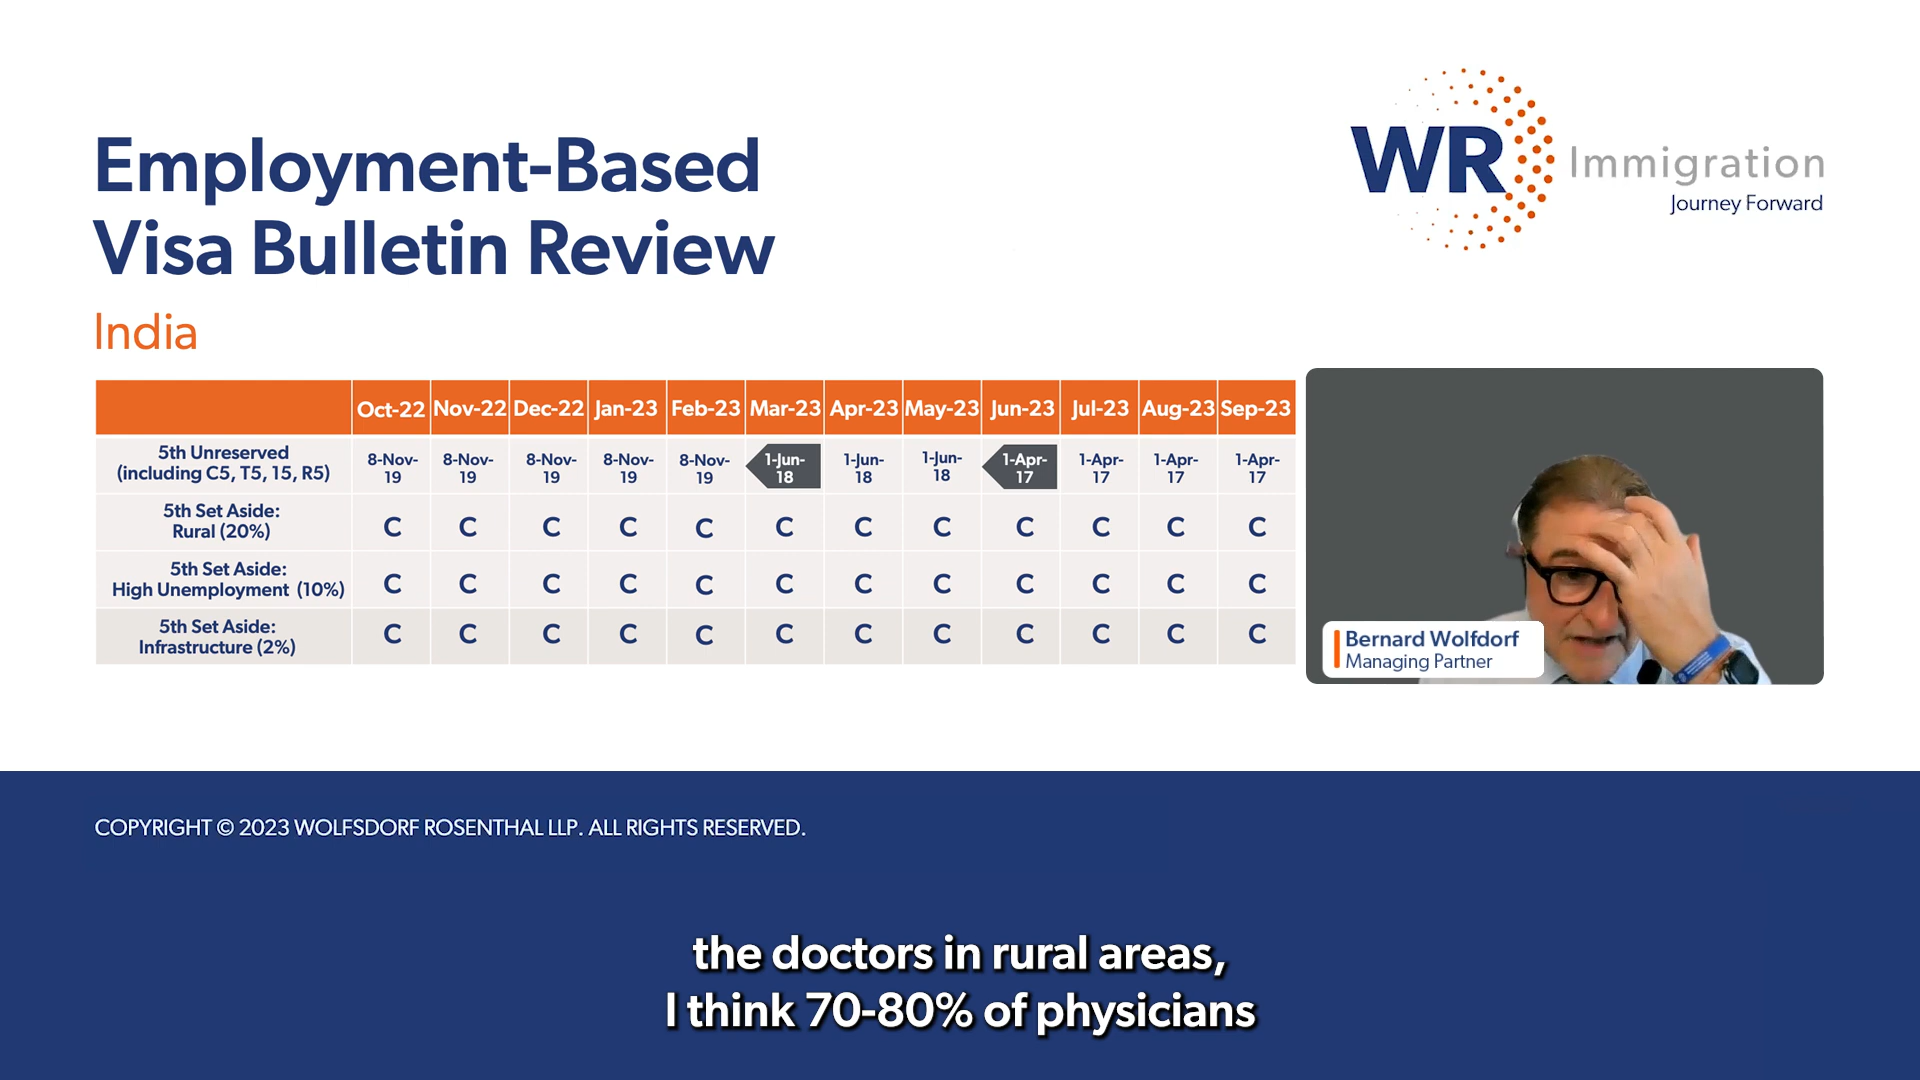 Employment-Based
Visa Bulletin Review
India
WR Immigration
Journey Forward
Oct-22 Nov-22 Dec-22 Jan-23 Feb-23 Mar-23 Apr-23 May-23 Jun-23 Jul-23 Aug-23 Sep-23
5th Unreserved
(including C5, T5, 15, R5)
8-Nov- 8-Nov- 8-Nov- 8-Nov- 8-Nov- 1-Jun- 1-Jun- 1-Jun- 1-Apr- 1-Apr- 1-Apr- 1-Apr-
19 19 19 19 19 18 18 18 17 17 17 17
5th Set Aside:
Rural (20%)
C C C C C C C C C C C C
5th Set Aside:
High Unemployment (10%)
C C C C C C C C C C C C
5th Set Aside:
Infrastructure (2%)
C C C C C C C C C C C C
Bernard Wolfdorf
Managing Partner
COPYRIGHT © 2023 WOLFSDORF ROSENTHAL LLP. ALL RIGHTS RESERVED.
the doctors in rural areas,
I think 70-80% of physicians